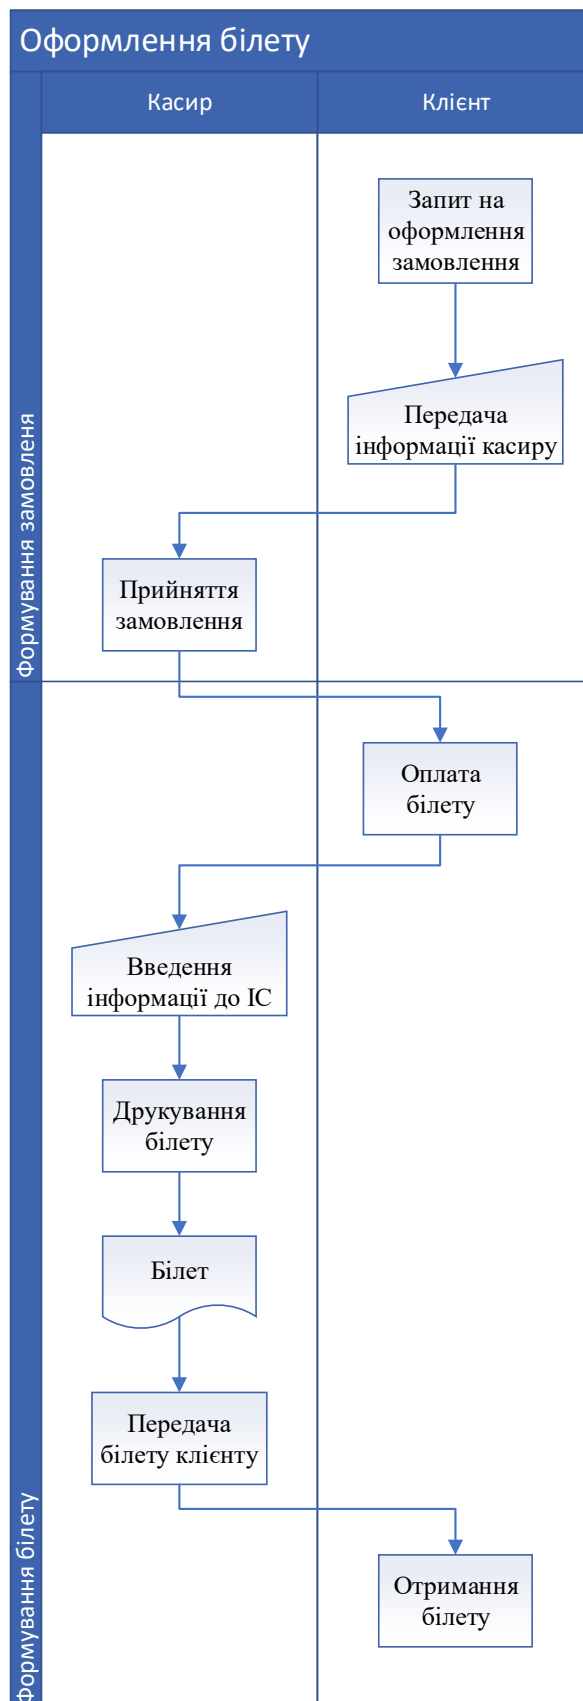 Оформлення білету
Касир
Клієнт
Формування замовленя
Запит на
оформлення
замовлення
Передача
інформації касиру
Прийняття
замовлення
Формування білету
Оплата
білету
Введення
інформації до ІС
Друкування
білету
Білет
Передача
білету клієнту
Отримання
білету